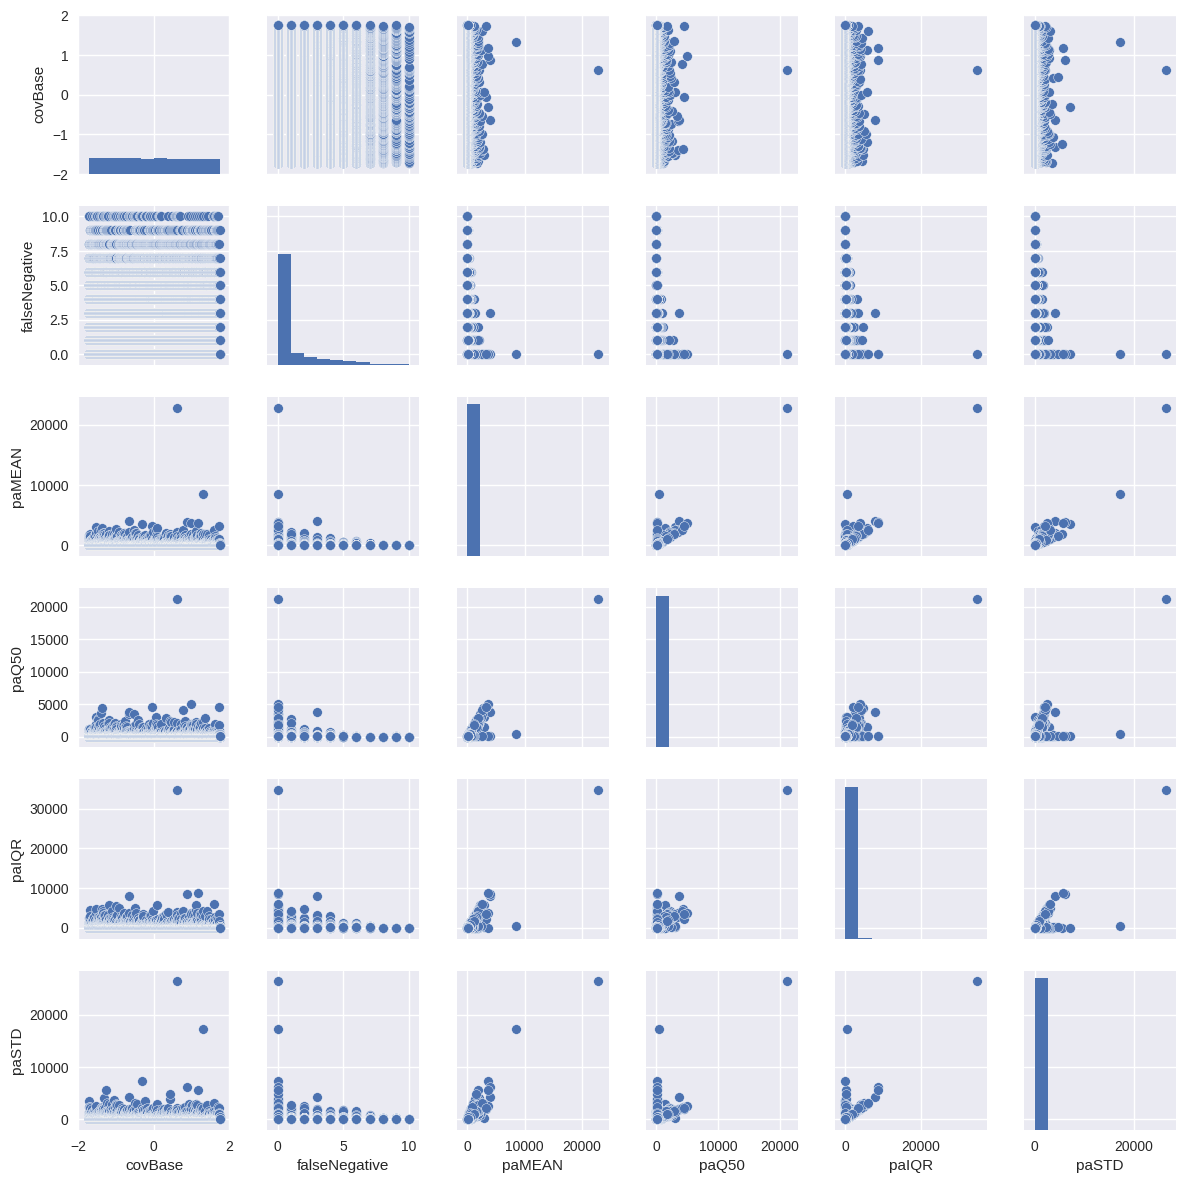 2
1
0
−1
−2
covBase
10.0
7.5
5.0
2.5
0.0
falseNegative
20000
10000
0
paMEAN
20000
15000
10000
5000
0
paQ50
30000
20000
10000
0
paIQR
20000
10000
0
paSTD
−2 0 2
0 5 10
0 10000 20000
0 10000 20000
0 20000
0 20000
covBase falseNegative paMEAN paQ50 paIQR paSTD